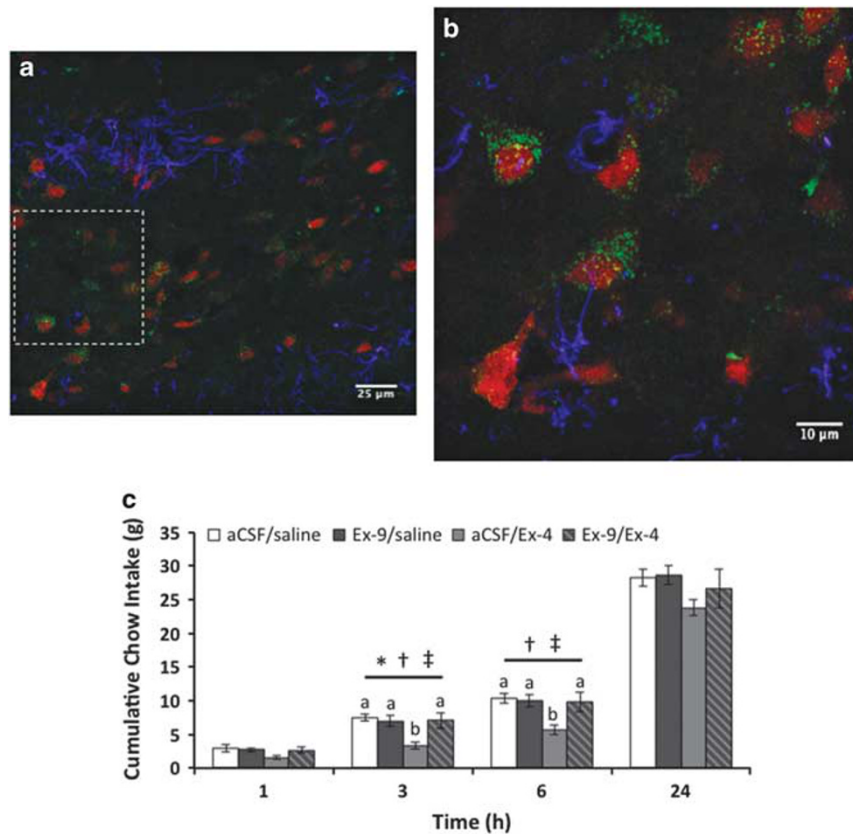 a
b
25 µm
10 µm
c
Cumulative Chow Intake (g)
35
30
25
20
15
10
5
0
aCSF/saline Ex-9/saline aCSF/Ex-4 Ex-9/Ex-4
* † ‡
† ‡
a a b a
a a b a
1 3 6 24
Time (h)